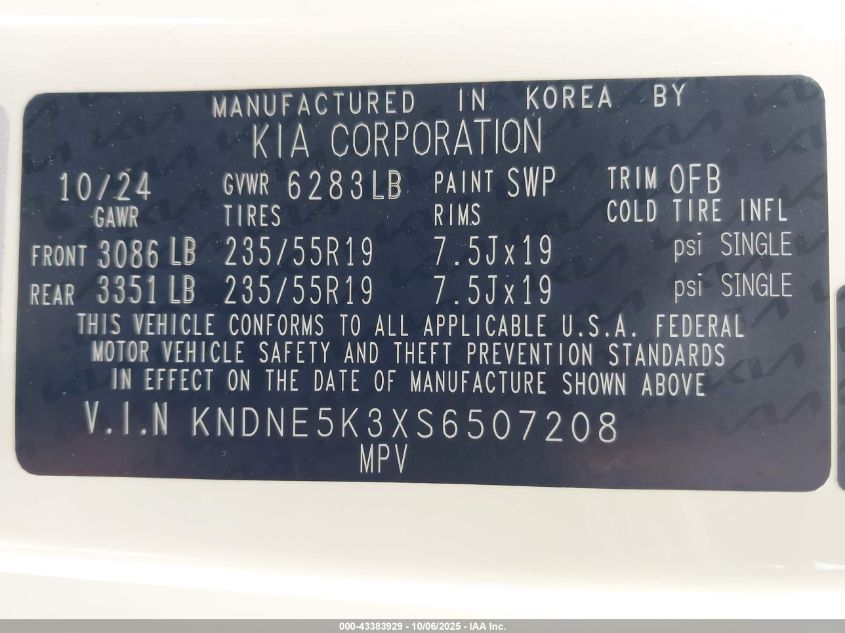 MANUFACTURED IN KOREA BY
KIA CORPORATION
10/24 GVWR 6283LB PAINT SWP TRIM OFB
GAWR TIRES RIMS COLD TIRE INFL
FRONT 3086 LB 235/55R19 7.5Jx19 psi SINGLE
REAR 3351 LB 235/55R19 7.5Jx19 psi SINGLE
THIS VEHICLE CONFORMS TO ALL APPLICABLE U.S.A. FEDERAL
MOTOR VEHICLE SAFETY AND THEFT PREVENTION STANDARDS
IN EFFECT ON THE DATE OF MANUFACTURE SHOWN ABOVE
V.I.N KNDNE5K3XS6507208
MPV
000-43383929 - 10/06/2025 - IAA Inc.